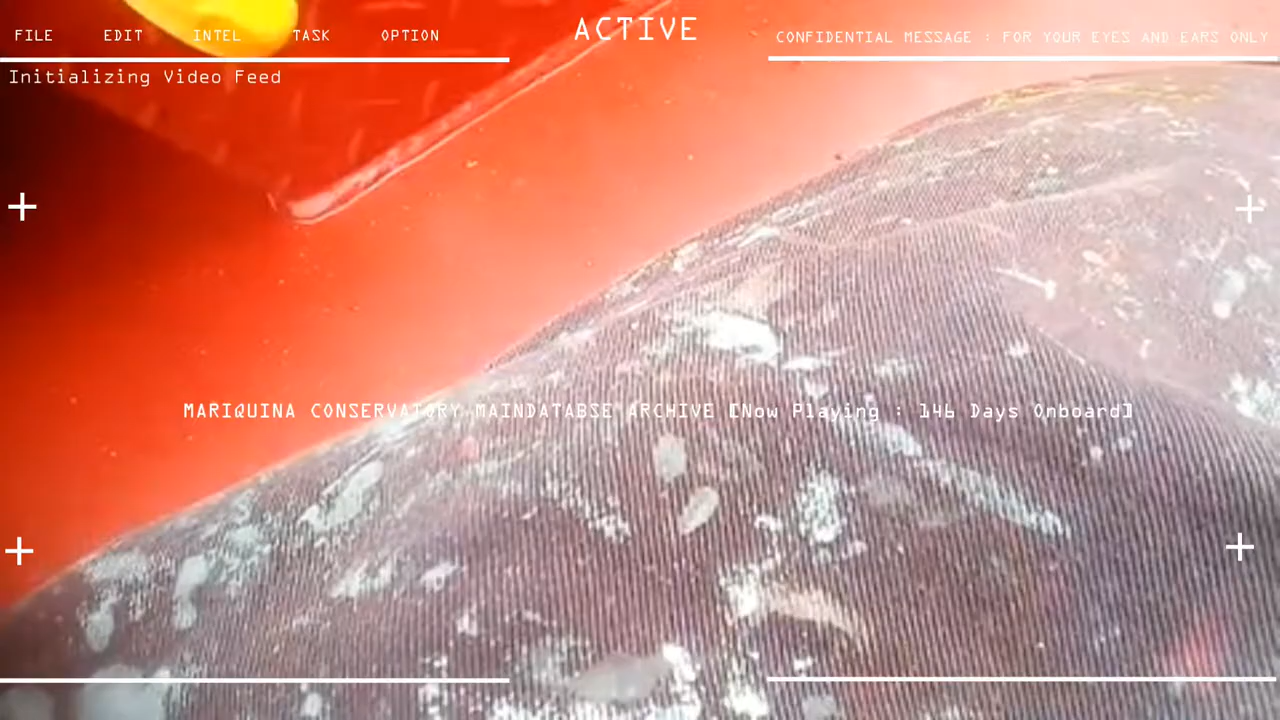 FILE EDIT INTEL TASK OPTION
ACTIVE
CONFIDENTIAL MESSAGE : FOR YOUR EYES AND EARS ONLY
Initializing Video Feed
MARIQUINA CONSERVATORY MAINDATABSE ARCHIVE [Now Playing : 146 Days Onboard]